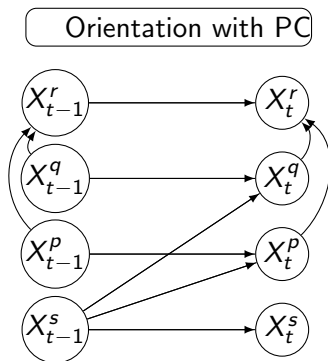 Orientation with PC
X^r_{t−1} X^r_t
X^q_{t−1} X^q_t
X^p_{t−1} X^p_t
X^s_{t−1} X^s_t